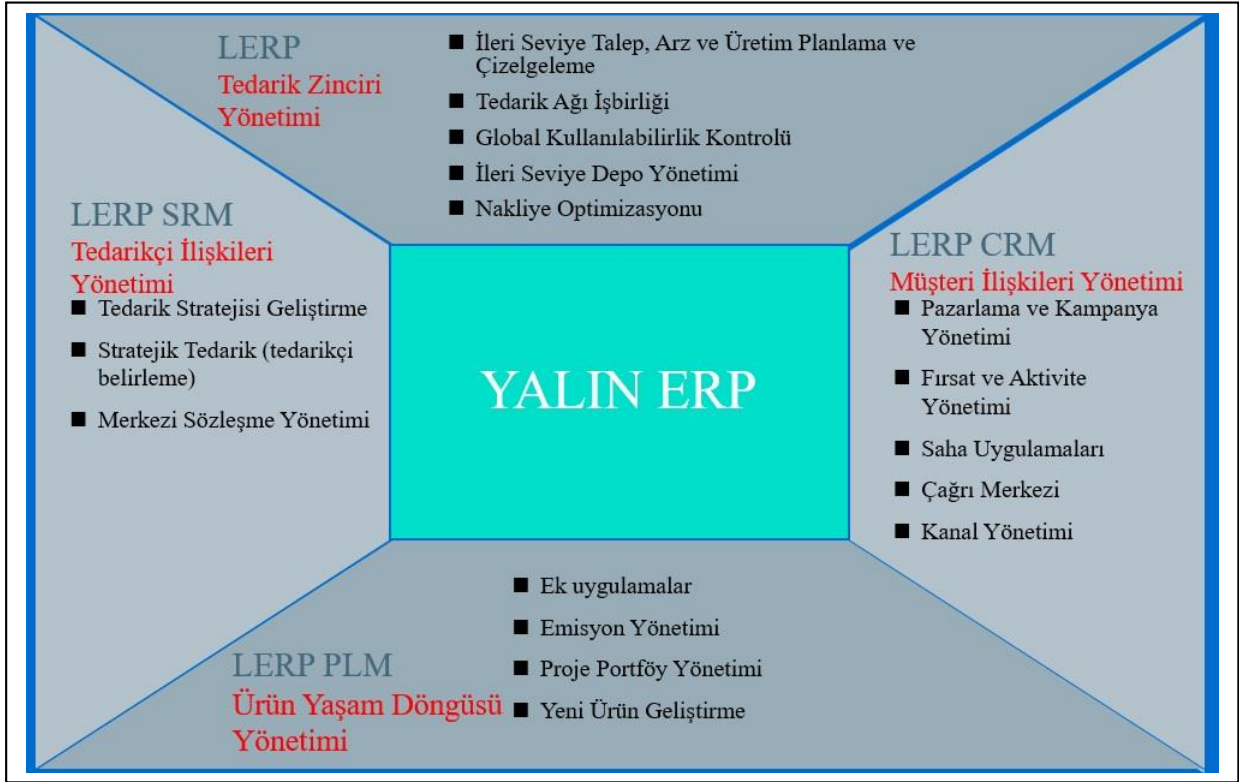 LERP
Tedarik Zinciri
Yönetimi
■ İleri Seviye Talep, Arz ve Üretim Planlama ve
Çizelgeleme
■ Tedarik Ağı İşbirliği
■ Global Kullanılabilirlik Kontrolü
■ İleri Seviye Depo Yönetimi
■ Nakliye Optimizasyonu
LERP SRM
Tedarikçi İlişkileri
Yönetimi
■ Tedarik Stratejisi Geliştirme
■ Stratejik Tedarik (tedarikçi
belirleme)
■ Merkezi Sözleşme Yönetimi
YALIN ERP
LERP CRM
Müşteri İlişkileri Yönetimi
■ Pazarlama ve Kampanya
Yönetimi
■ Fırsat ve Aktivite
Yönetimi
■ Saha Uygulamaları
■ Çağrı Merkezi
■ Kanal Yönetimi
LERP PLM
Ürün Yaşam Döngüsü
Yönetimi
■ Ek uygulamalar
■ Emisyon Yönetimi
■ Proje Portföy Yönetimi
■ Yeni Ürün Geliştirme